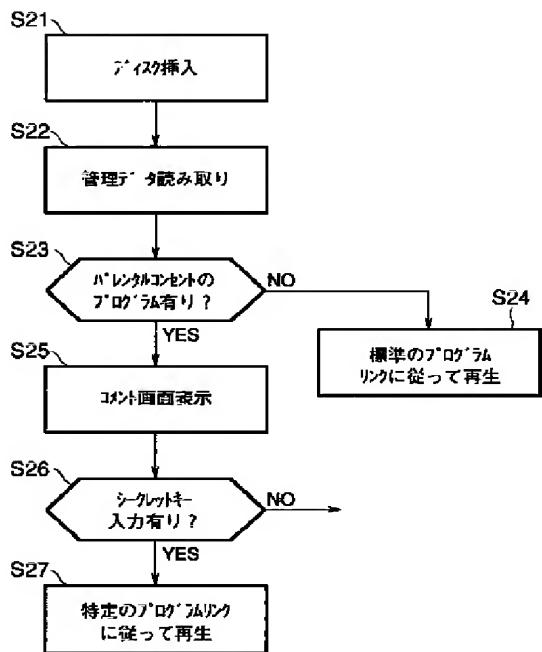 S21
ディスク挿入
S22
管理データ読み取り
S23
パレンタルコンセントの
プログラム有り？
NO
YES
S24
標準のプログラム
リンクに従って再生
S25
コメント画面表示
S26
シークレットキー
入力有り？
NO
YES
S27
特定のプログラムリンク
に従って再生